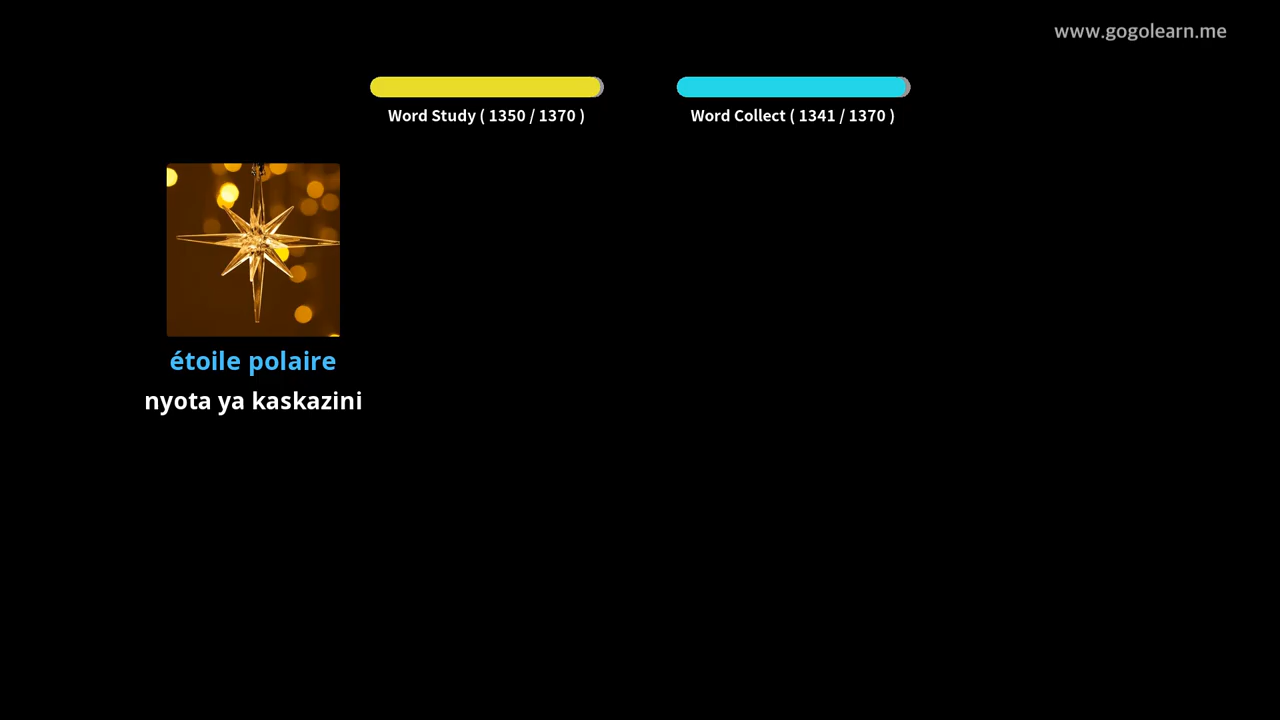 www.gogolearn.me
Word Study ( 1350 / 1370 )
Word Collect ( 1341 / 1370 )
étoile polaire
nyota ya kaskazini